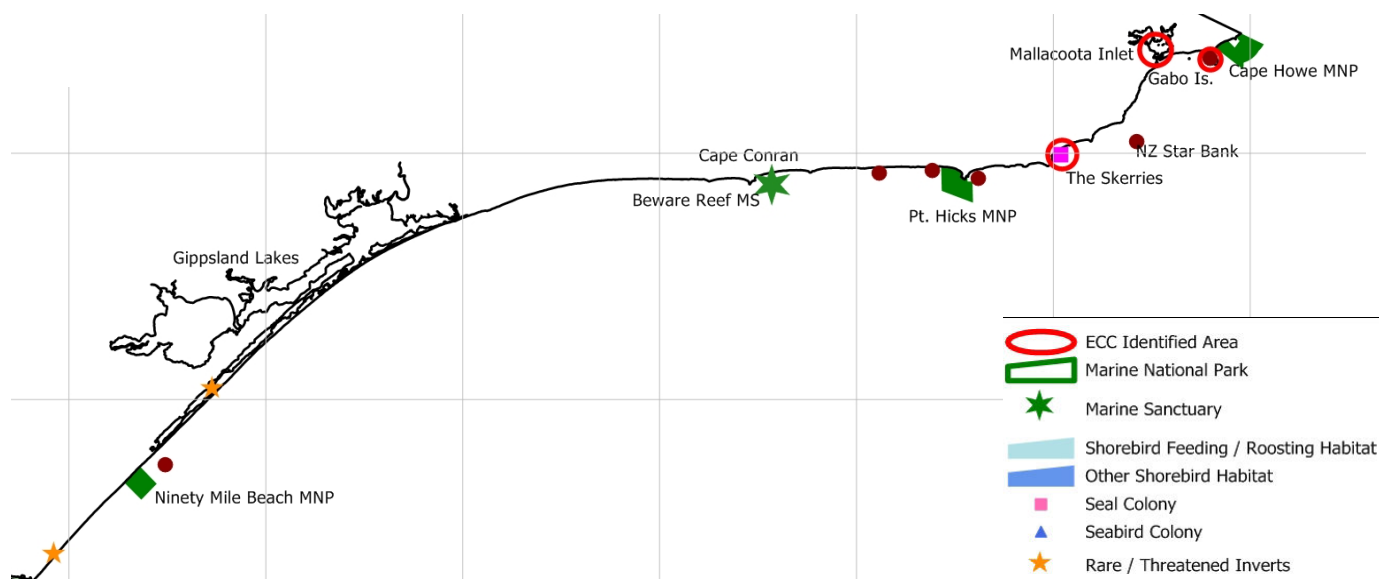 Mallacoota Inlet
Gabo Is.
Cape Howe MNP
NZ Star Bank
Cape Conran
The Skerries
Beware Reef MS
Pt. Hicks MNP
Gippsland Lakes
Ninety Mile Beach MNP
ECC Identified Area
Marine National Park
Marine Sanctuary
Shorebird Feeding / Roosting Habitat
Other Shorebird Habitat
Seal Colony
Seabird Colony
Rare / Threatened Inverts